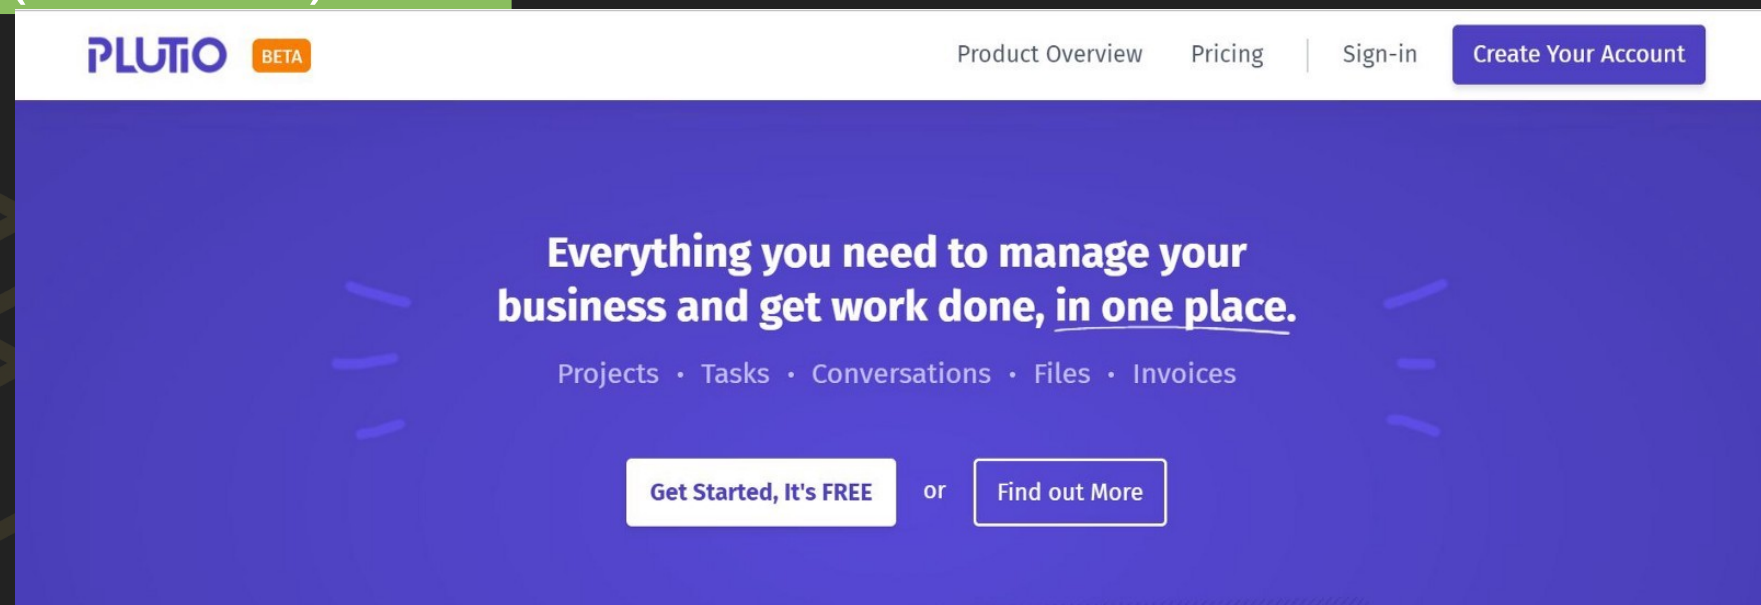 PLUTIO BETA Product Overview Pricing Sign-in Create Your Account
Everything you need to manage your
business and get work done, in one place.
Projects • Tasks • Conversations • Files • Invoices
Get Started, It's FREE or Find out More